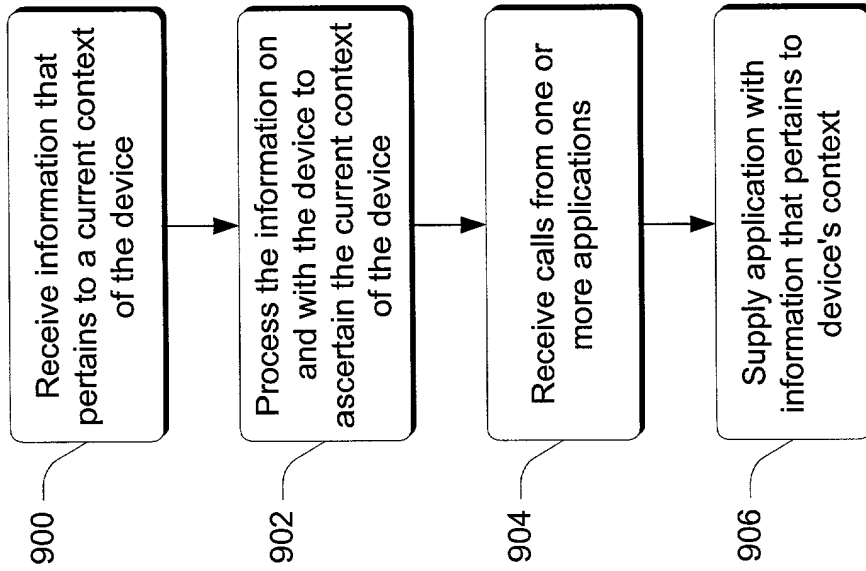 900
Receive information that
pertains to a current context
of the device
902
Process the information on
and with the device to
ascertain the current context
of the device
904
Receive calls from one or
more applications
906
Supply application with
information that pertains to
device's context